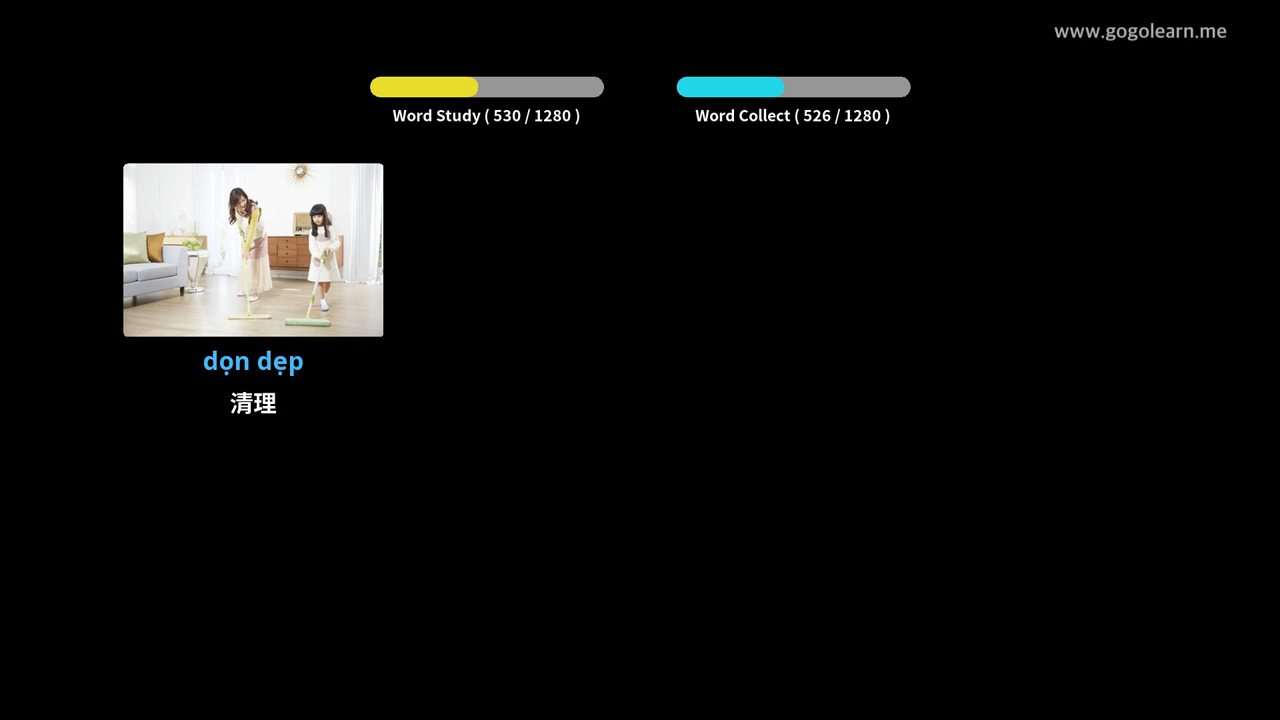 www.gogolearn.me
Word Study ( 530 / 1280 )
Word Collect ( 526 / 1280 )
dọn dẹp
清理